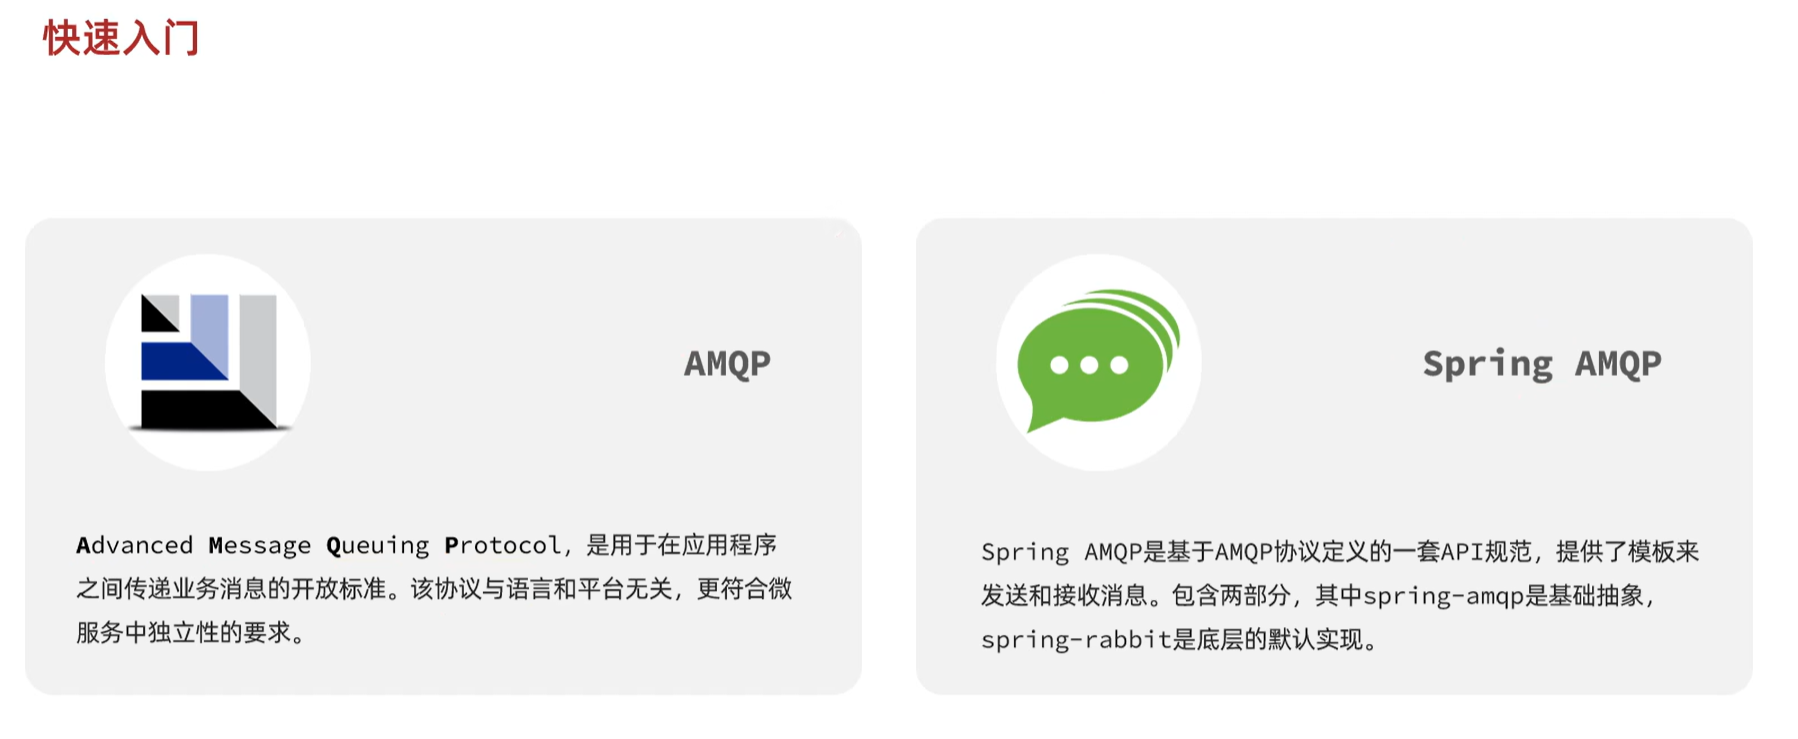 快速入门
AMQP
Advanced Message Queuing Protocol，是用于在应用程序
之间传递业务消息的开放标准。该协议与语言和平台无关，更符合微
服务中独立性的要求。
Spring AMQP
Spring AMQP是基于AMQP协议定义的一套API规范，提供了模板来
发送和接收消息。包含两部分，其中spring-amqp是基础抽象，
spring-rabbit是底层的默认实现。